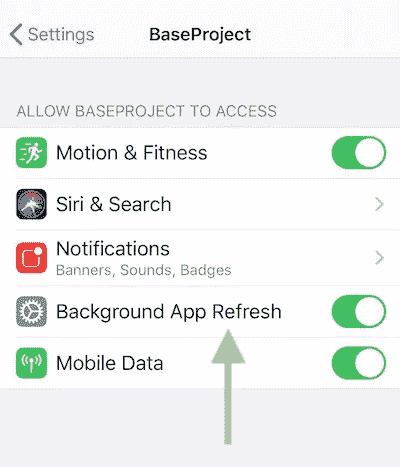 Settings
BaseProject
ALLOW BASEPROJECT TO ACCESS
Motion & Fitness
Siri & Search
Notifications
Banners, Sounds, Badges
Background App Refresh
Mobile Data